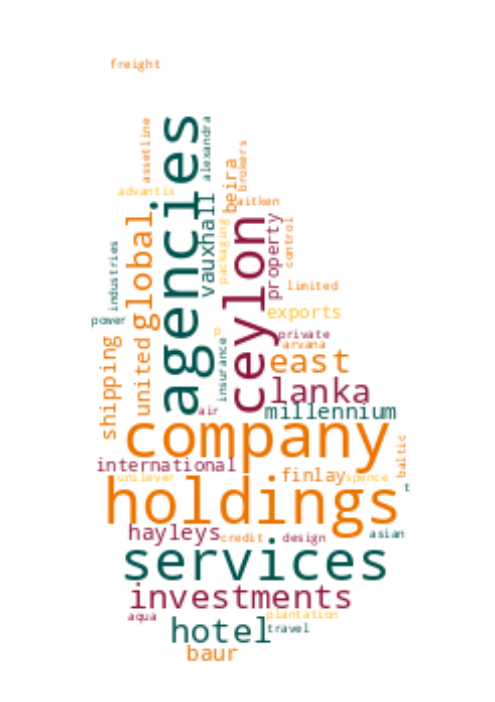 freight
agencies
assetline
alexandra
brokers
beira
advantis
aitken
vauxhall
global
ceylon
property
packaging
control
industries
limited
exports
power
united
shipping
p
private
arvana
insurance
east
lanka
air
millennium
company
international
baltic
unilever
finlay
spence
holdings
t
hayleys
credit
design
asian
services
investments
aqua
plantation
hotel
travel
baur